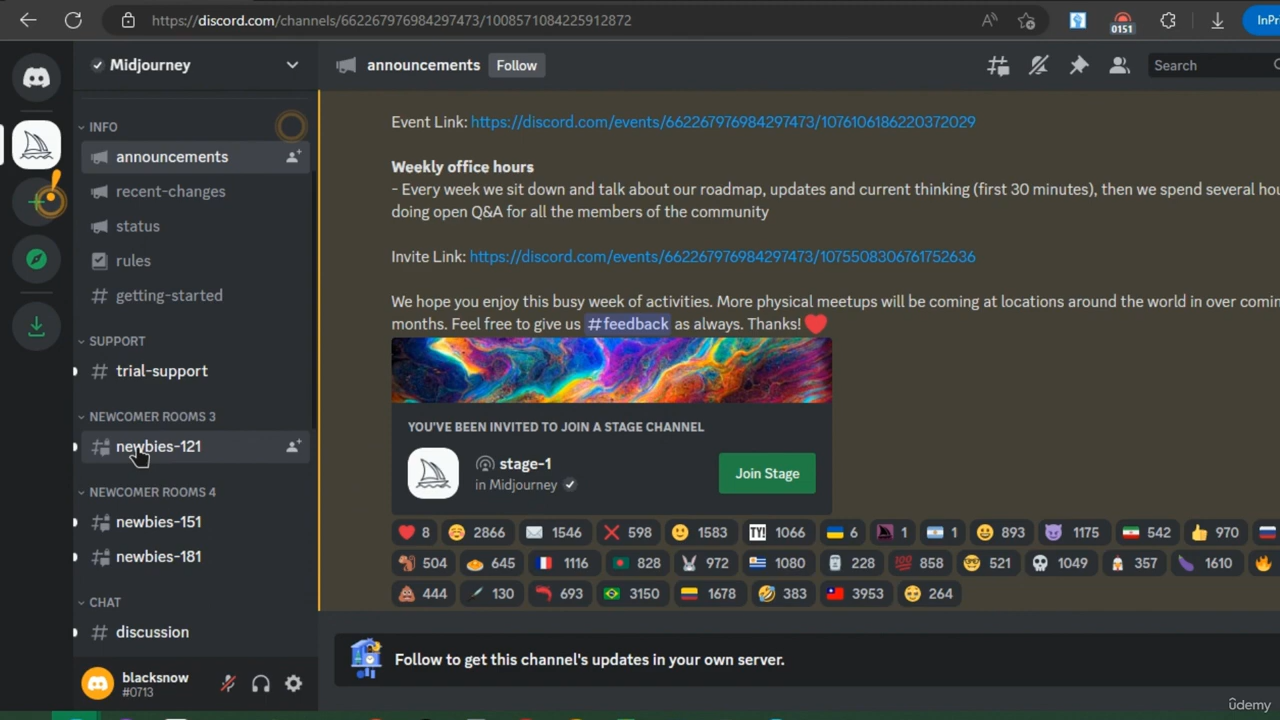 https://discord.com/channels/662267976984297473/1008571084225912872
0151
InPr
Midjourney
announcements
Follow
Search
INFO
announcements
recent-changes
status
rules
getting-started
SUPPORT
trial-support
NEWCOMER ROOMS 3
newbies-121
NEWCOMER ROOMS 4
newbies-151
newbies-181
CHAT
discussion
blacksnow
#0713
Event Link: https://discord.com/events/662267976984297473/1076106186220372029
Weekly office hours
- Every week we sit down and talk about our roadmap, updates and current thinking (first 30 minutes), then we spend several hou
doing open Q&A for all the members of the community
Invite Link: https://discord.com/events/662267976984297473/1075508306761752636
We hope you enjoy this busy week of activities. More physical meetups will be coming at locations around the world in over comin
months. Feel free to give us #feedback as always. Thanks!
YOU'VE BEEN INVITED TO JOIN A STAGE CHANNEL
stage-1
in Midjourney
Join Stage
8 2866 1546 598 1583 TY! 1066 6 1 1 893 1175 542 970
504 645 1116 828 972 1080 228 100 858 521 1049 357 1610
444 130 693 3150 1678 383 3953 264
Follow to get this channel's updates in your own server.
ûdemy